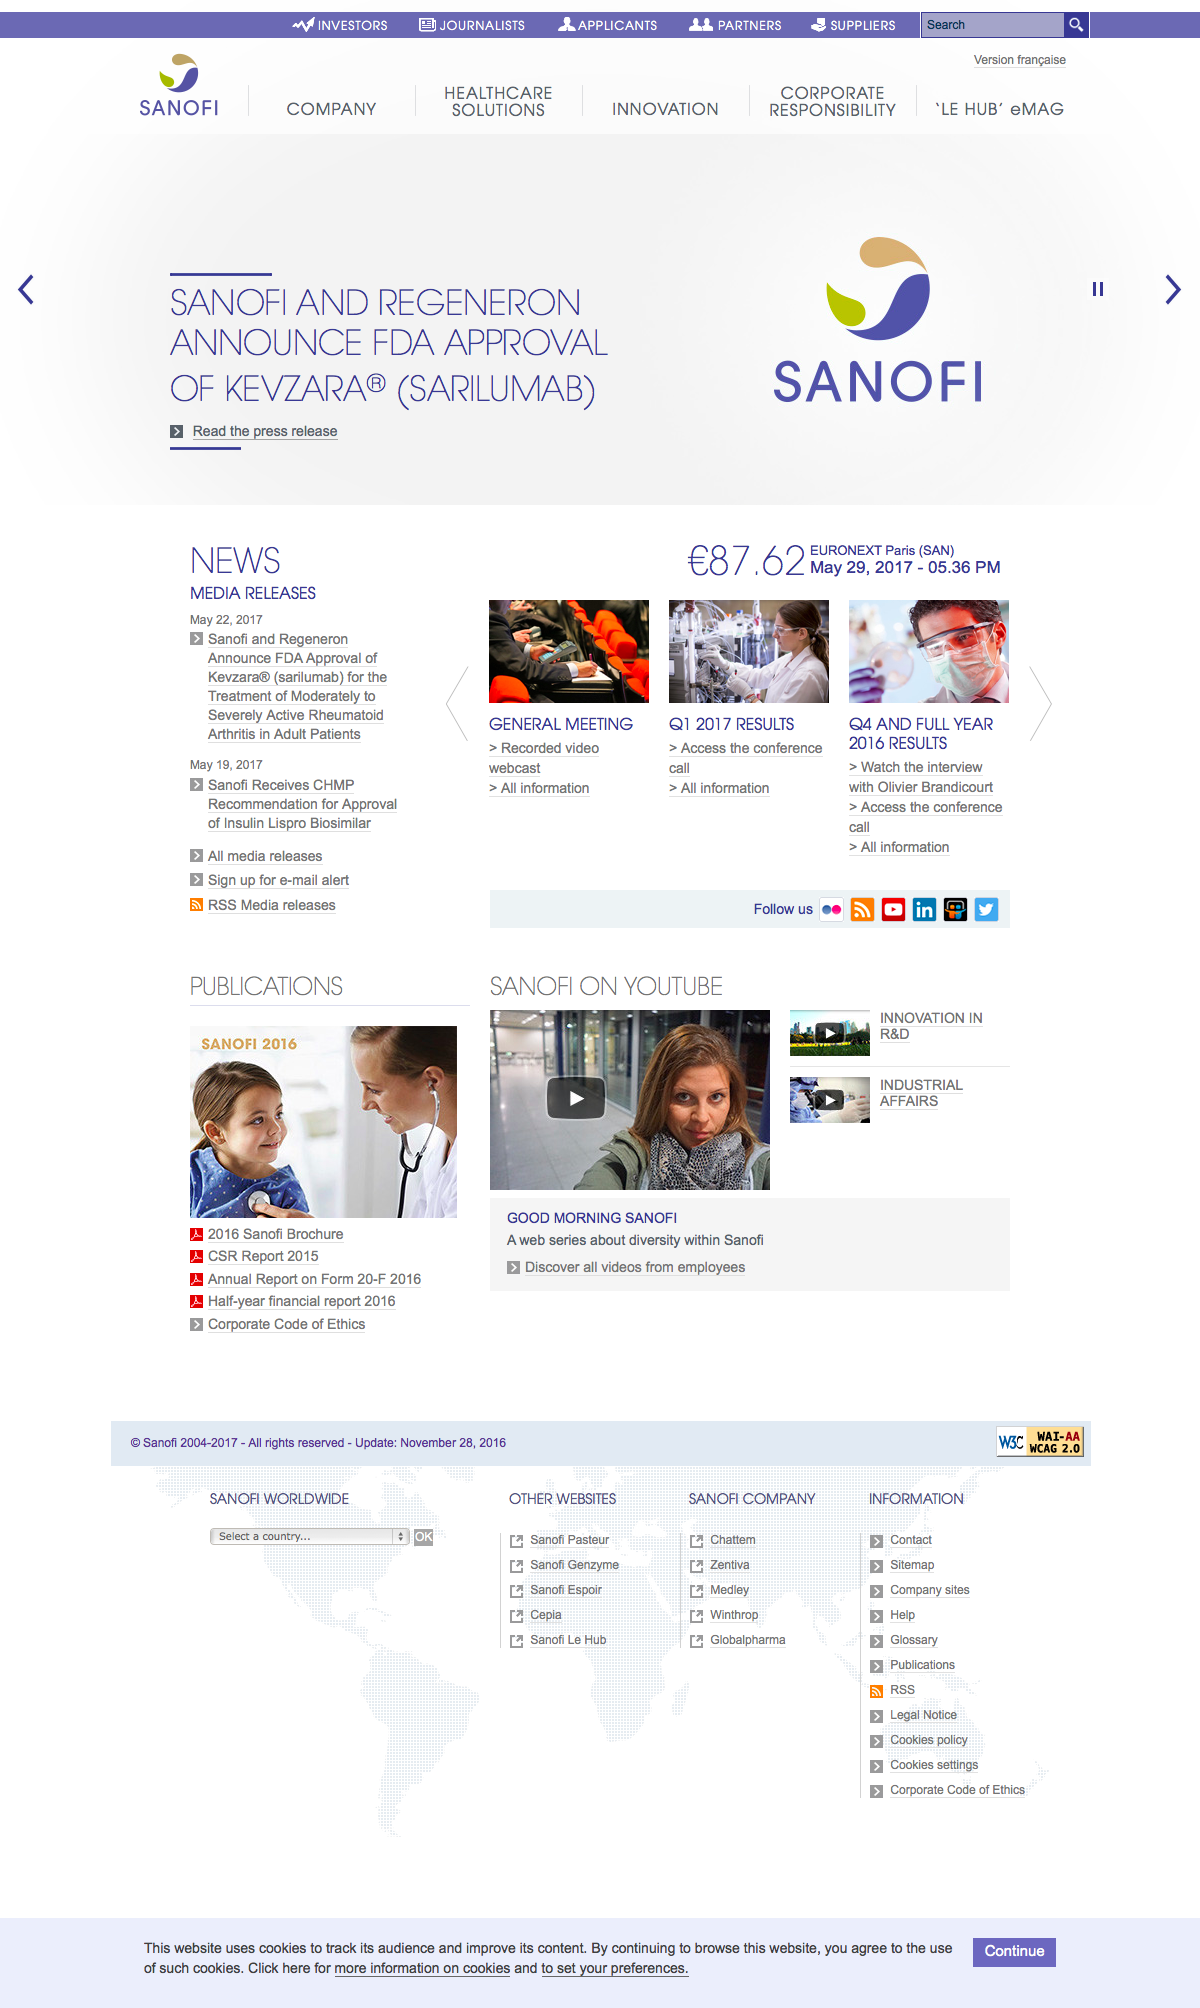 INVESTORS
JOURNALISTS
APPLICANTS
PARTNERS
SUPPLIERS
Search
Version française
SANOFI
COMPANY
HEALTHCARE
SOLUTIONS
INNOVATION
CORPORATE
RESPONSIBILITY
‘LE HUB’ eMAG
SANOFI AND REGENERON
ANNOUNCE FDA APPROVAL
OF KEVZARA® (SARILUMAB)
Read the press release
SANOFI
NEWS
MEDIA RELEASES
May 22, 2017
Sanofi and Regeneron
Announce FDA Approval of
Kevzara® (sarilumab) for the
Treatment of Moderately to
Severely Active Rheumatoid
Arthritis in Adult Patients
May 19, 2017
Sanofi Receives CHMP
Recommendation for Approval
of Insulin Lispro Biosimilar
All media releases
Sign up for e-mail alert
RSS Media releases
€87.62
EURONEXT Paris (SAN)
May 29, 2017 - 05.36 PM
GENERAL MEETING
> Recorded video
webcast
> All information
Q1 2017 RESULTS
> Access the conference
call
> All information
Q4 AND FULL YEAR
2016 RESULTS
> Watch the interview
with Olivier Brandicourt
> Access the conference
call
> All information
Follow us
in
PUBLICATIONS
SANOFI 2016
2016 Sanofi Brochure
CSR Report 2015
Annual Report on Form 20-F 2016
Half-year financial report 2016
Corporate Code of Ethics
SANOFI ON YOUTUBE
INNOVATION IN
R&D
INDUSTRIAL
AFFAIRS
GOOD MORNING SANOFI
A web series about diversity within Sanofi
Discover all videos from employees
© Sanofi 2004-2017 - All rights reserved - Update: November 28, 2016
W3C WAI-AA
WCAG 2.0
SANOFI WORLDWIDE
Select a country...
OK
OTHER WEBSITES
Sanofi Pasteur
Sanofi Genzyme
Sanofi Espoir
Cepia
Sanofi Le Hub
SANOFI COMPANY
Chattem
Zentiva
Medley
Winthrop
Globalpharma
INFORMATION
Contact
Sitemap
Company sites
Help
Glossary
Publications
RSS
Legal Notice
Cookies policy
Cookies settings
Corporate Code of Ethics
This website uses cookies to track its audience and improve its content. By continuing to browse this website, you agree to the use
of such cookies. Click here for more information on cookies and to set your preferences.
Continue